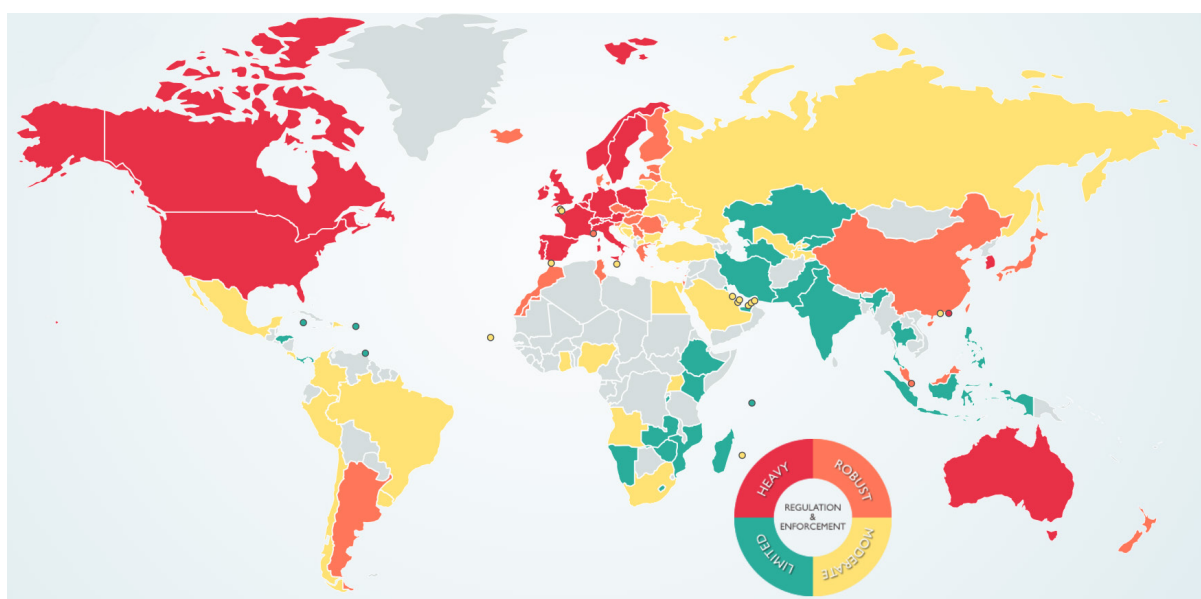 HEAVY
ROBUST
REGULATION
&
ENFORCEMENT
LIMITED
MODERATE